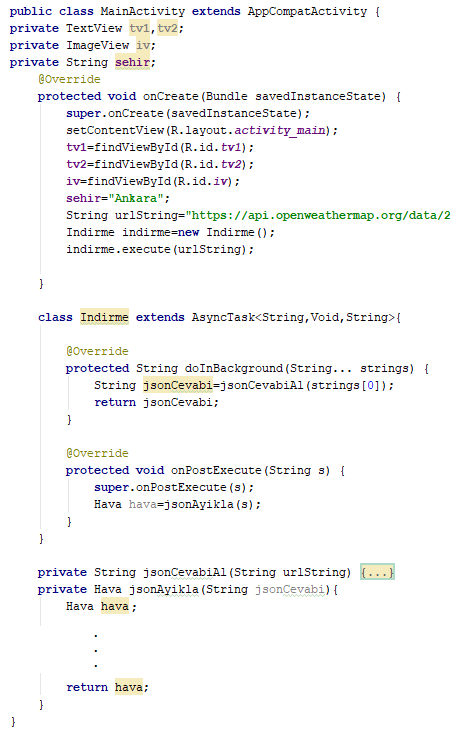 public class MainActivity extends AppCompatActivity {
private TextView tv1,tv2;
private ImageView iv;
private String sehir;
@Override
protected void onCreate(Bundle savedInstanceState) {
super.onCreate(savedInstanceState);
setContentView(R.layout.activity_main);
tv1=findViewById(R.id.tv1);
tv2=findViewById(R.id.tv2);
iv=findViewById(R.id.iv);
sehir="Ankara";
String urlString="https://api.openweathermap.org/data/2
Indirme indirme=new Indirme();
indirme.execute(urlString);
}
class Indirme extends AsyncTask<String,Void,String>{
@Override
protected String doInBackground(String... strings) {
String jsonCevabi=jsonCevabiAl(strings[0]);
return jsonCevabi;
}
@Override
protected void onPostExecute(String s) {
super.onPostExecute(s);
Hava hava=jsonAyikla(s);
}
}
private String jsonCevabiAl(String urlString) {...}
private Hava jsonAyikla(String jsonCevabi){
Hava hava;
.
.
.
return hava;
}
}